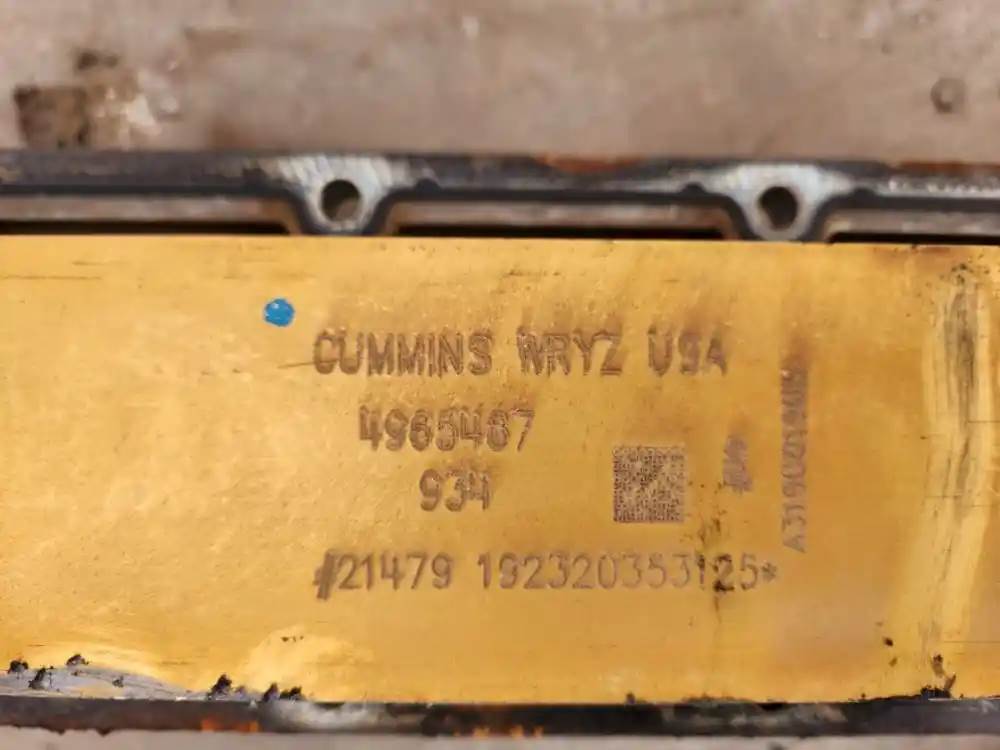 CUMMINS WRYZ USA
4965487
934
#21479 192320353125*